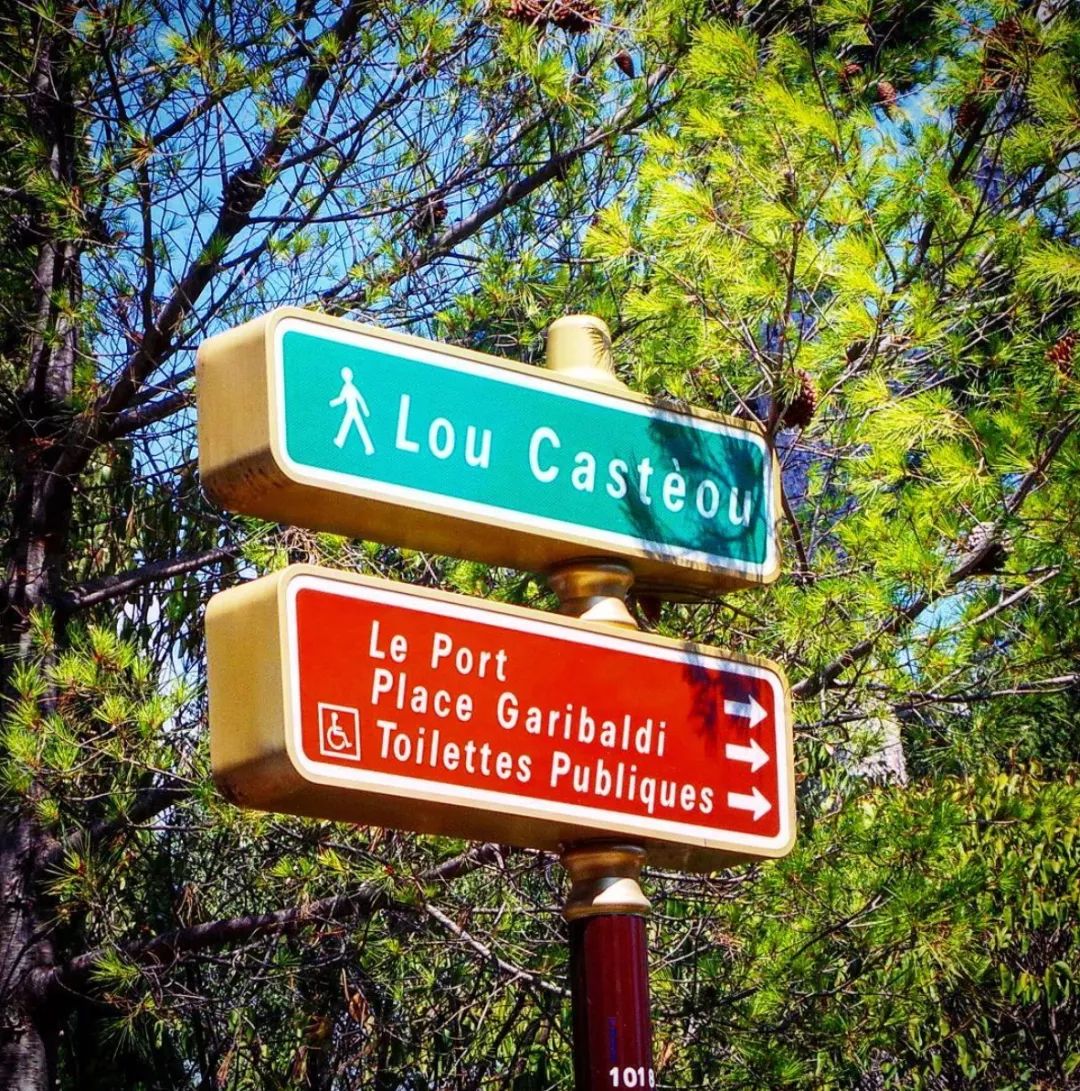 Lou Castèou
Le Port
Place Garibaldi
Toilettes Publiques
1018